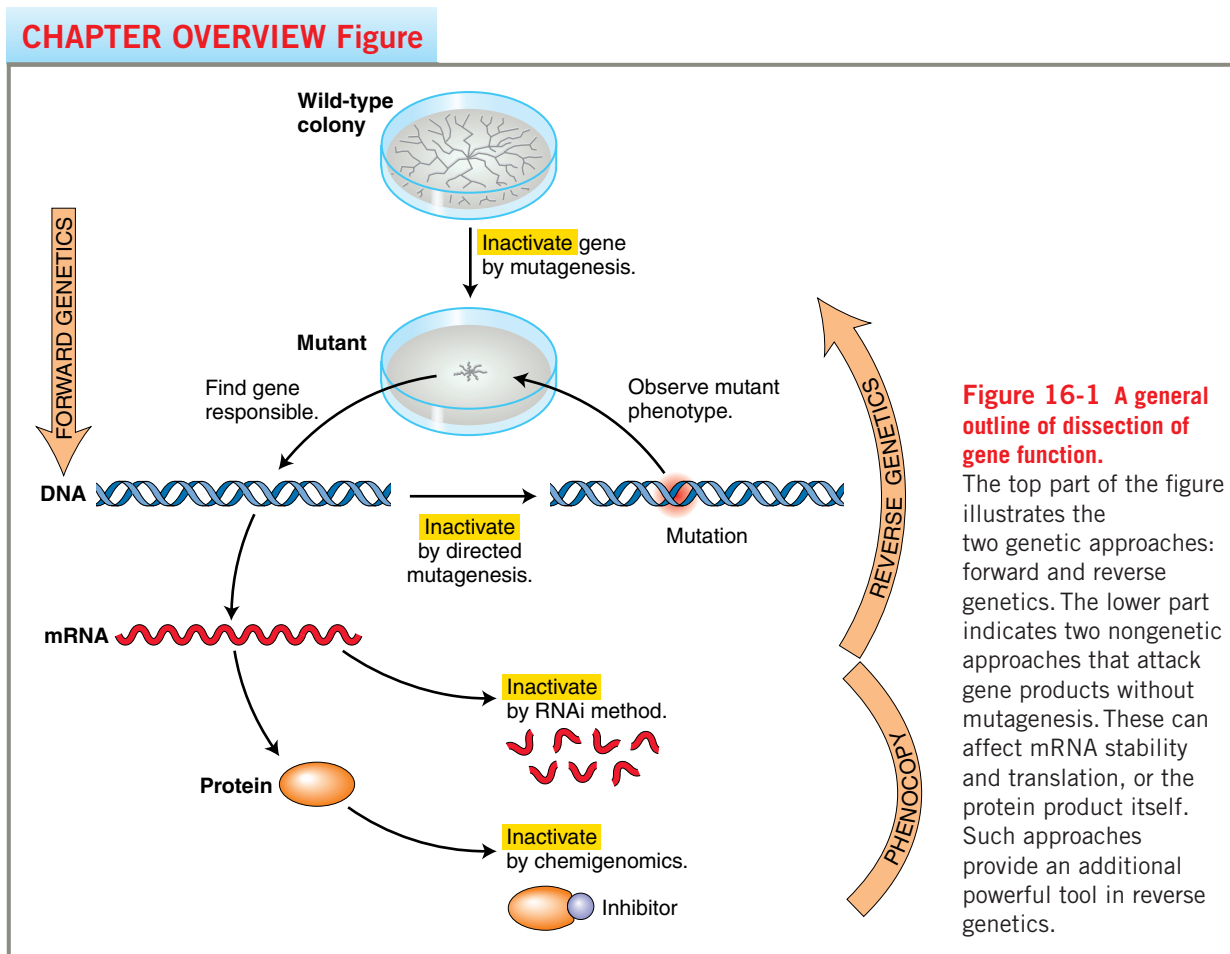 CHAPTER OVERVIEW Figure
Wild-type
colony
Inactivate gene
by mutagenesis.
FORWARD GENETICS
Mutant
Find gene
responsible.
Observe mutant
phenotype.
DNA
Inactivate
by directed
mutagenesis.
Mutation
REVERSE GENETICS
mRNA
Inactivate
by RNAi method.
Protein
Inactivate
by chemigenomics.
Inhibitor
PHENOCOPY
Figure 16-1 A general
outline of dissection of
gene function.
The top part of the figure
illustrates the
two genetic approaches:
forward and reverse
genetics. The lower part
indicates two nongenetic
approaches that attack
gene products without
mutagenesis. These can
affect mRNA stability
and translation, or the
protein product itself.
Such approaches
provide an additional
powerful tool in reverse
genetics.